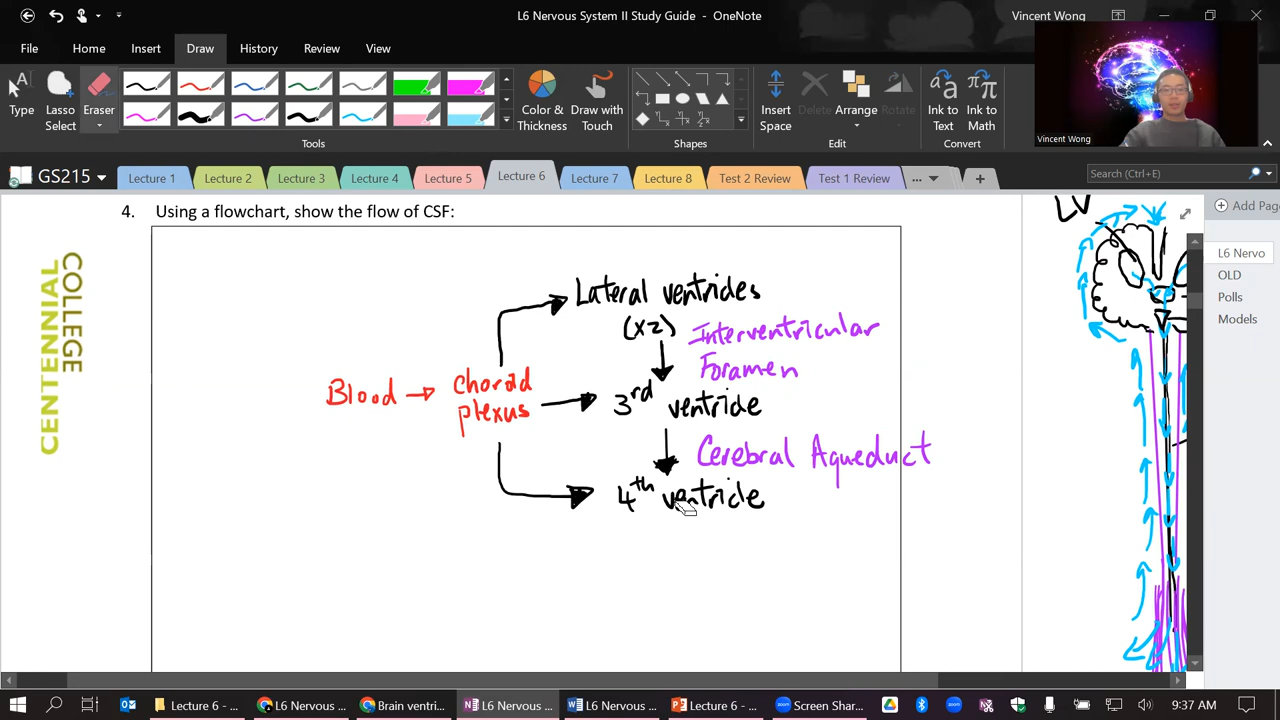 L6 Nervous System II Study Guide - OneNote
Vincent Wong
File Home Insert Draw History Review View
Type
Lasso Select
Eraser
Color & Thickness
Draw with Touch
Insert Space
Delete
Arrange
Rotate
Ink to Text
Ink to Math
Tools
Shapes
Edit
Convert
Vincent Wong
GS215
Lecture 1 Lecture 2 Lecture 3 Lecture 4 Lecture 5 Lecture 6 Lecture 7 Lecture 8 Test 2 Review Test 1 Review ...
Search (Ctrl+E)
Add Page
L6 Nervo
OLD
Polls
Models
CENTENNIAL
COLLEGE
4. Using a flowchart, show the flow of CSF:
LV
Lateral ventricles
(x2)
Interventricular
Foramen
Blood
choroid
plexus
3rd ventricle
Cerebral Aqueduct
4th ventricle
Lecture 6 - ...
L6 Nervous ...
Brain ventri...
L6 Nervous ...
L6 Nervous ...
Lecture 6 - ...
Screen Shar...
9:37 AM